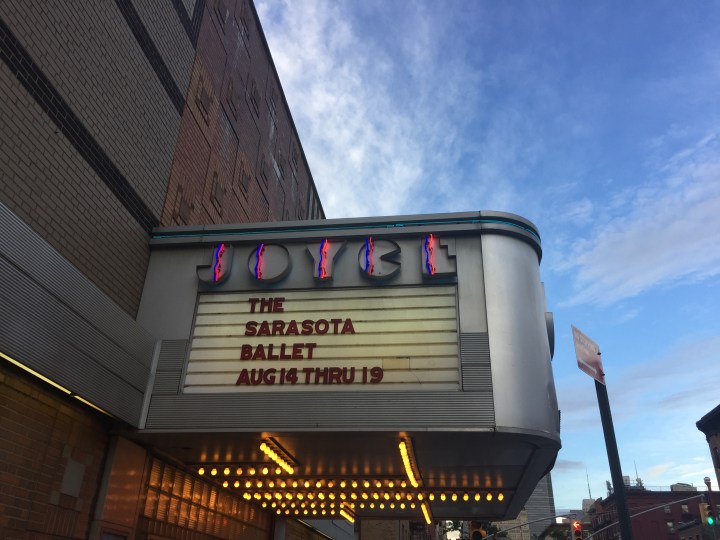 JOYCE
THE
SARASOTA
BALLET
AUG 14 THRU 19